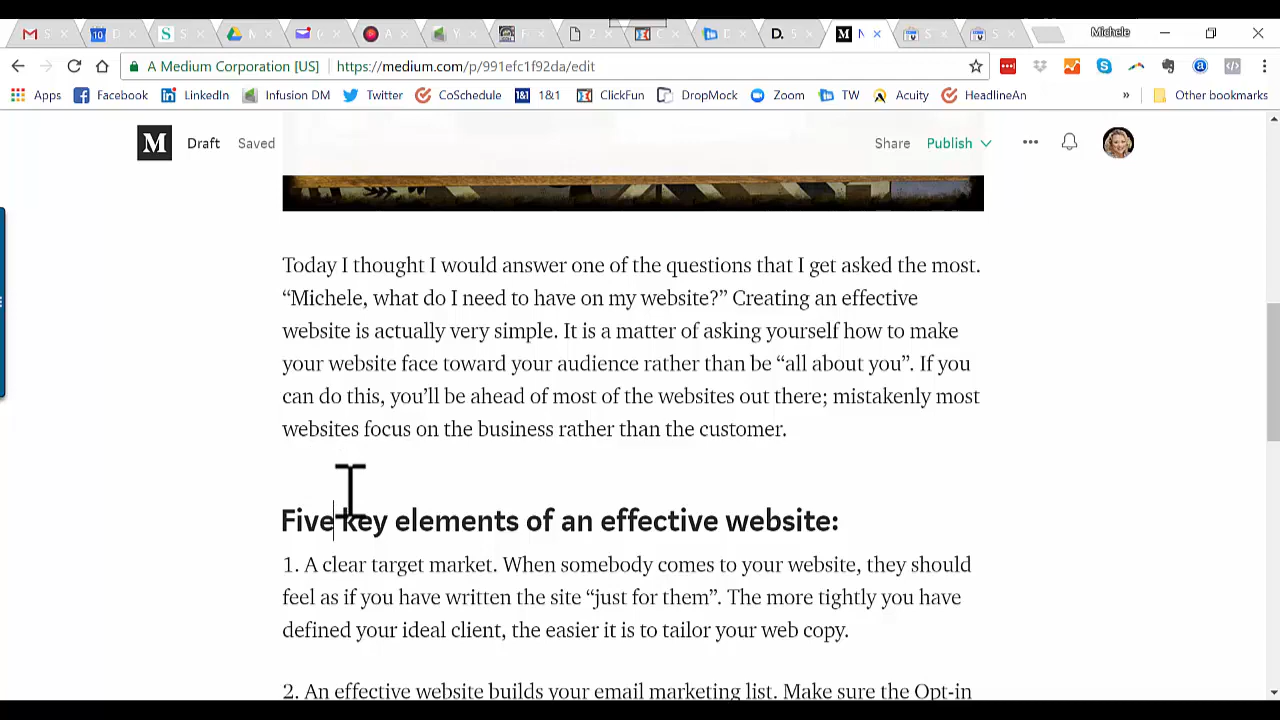 M S
10 D
S S
M
A
Y
F
Z
C
D
D. 5
M N ×
S
S
Michele
A Medium Corporation [US] https://medium.com/p/991efc1f92da/edit
Apps Facebook LinkedIn Infusion DM Twitter CoSchedule 1&1 1&1 ClickFun DropMock Zoom TW Acuity HeadlineAn » Other bookmarks
M Draft Saved Share Publish
Today I thought I would answer one of the questions that I get asked the most.
“Michele, what do I need to have on my website?” Creating an effective
website is actually very simple. It is a matter of asking yourself how to make
your website face toward your audience rather than be “all about you”. If you
can do this, you’ll be ahead of most of the websites out there; mistakenly most
websites focus on the business rather than the customer.
Five key elements of an effective website:
1. A clear target market. When somebody comes to your website, they should
feel as if you have written the site “just for them”. The more tightly you have
defined your ideal client, the easier it is to tailor your web copy.
2. An effective website builds your email marketing list. Make sure the Opt-in